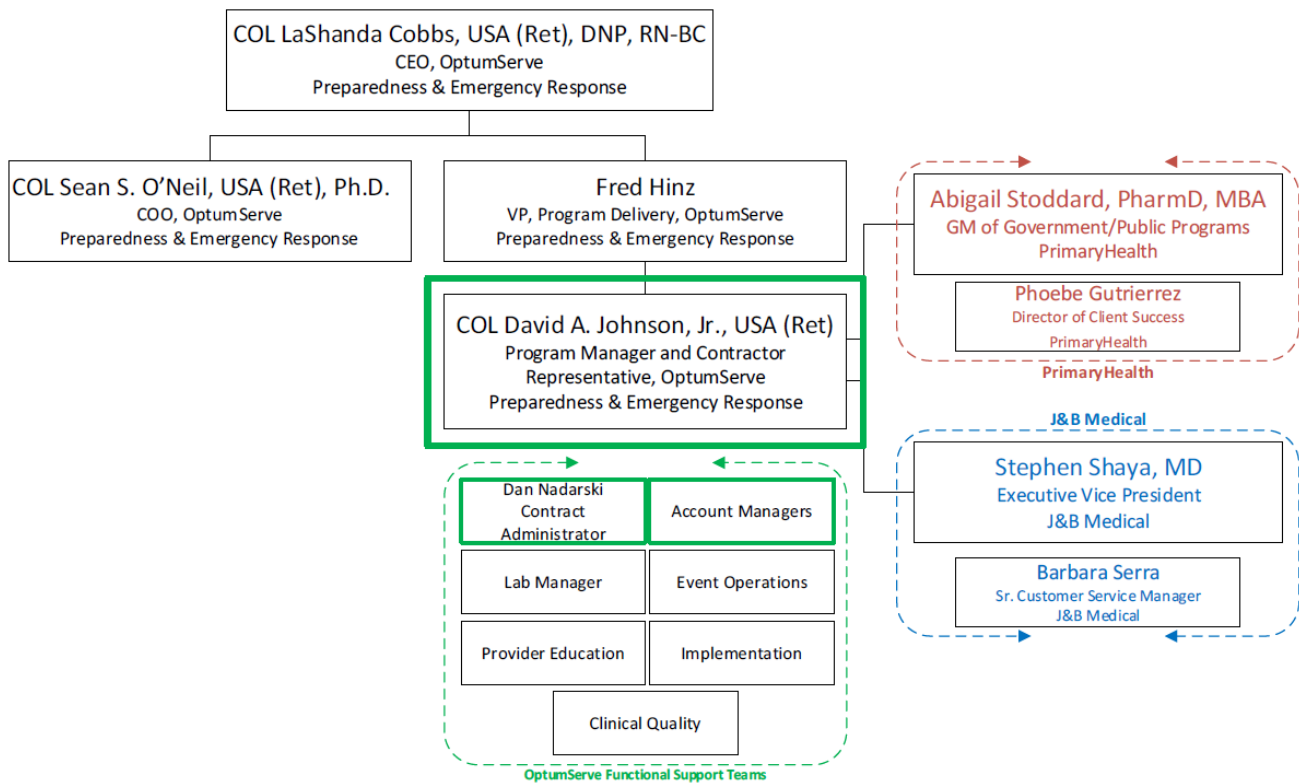 COL LaShanda Cobbs, USA (Ret), DNP, RN-BC
CEO, OptumServe
Preparedness & Emergency Response
COL Sean S. O'Neil, USA (Ret), Ph.D.
COO, OptumServe
Preparedness & Emergency Response
Fred Hinz
VP, Program Delivery, OptumServe
Preparedness & Emergency Response
Abigail Stoddard, PharmD, MBA
GM of Government/Public Programs
PrimaryHealth
Phoebe Gutrierrez
Director of Client Success
PrimaryHealth
PrimaryHealth
COL David A. Johnson, Jr., USA (Ret)
Program Manager and Contractor
Representative, OptumServe
Preparedness & Emergency Response
J&B Medical
Stephen Shaya, MD
Executive Vice President
J&B Medical
Barbara Serra
Sr. Customer Service Manager
J&B Medical
Dan Nadarski
Contract
Administrator
Account Managers
Lab Manager
Event Operations
Provider Education
Implementation
Clinical Quality
OptumServe Functional Support Teams